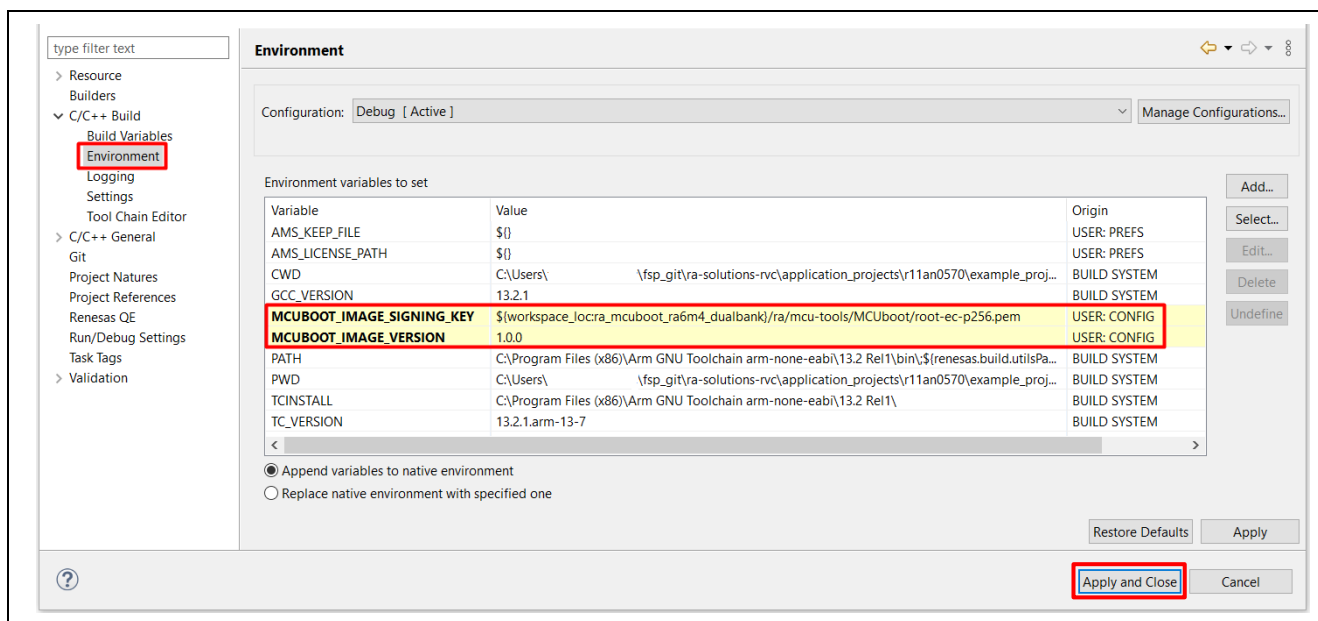 type filter text
Environment
Resource
Builders
C/C++ Build
Build Variables
Environment
Logging
Settings
Tool Chain Editor
C/C++ General
Git
Project Natures
Project References
Renesas QE
Run/Debug Settings
Task Tags
Validation
Configuration: Debug [ Active ] Manage Configurations...
Environment variables to set
Variable Value Origin
AMS_KEEP_FILE ${} USER: PREFS
AMS_LICENSE_PATH ${} USER: PREFS
CWD C:\Users\ \fsp_git\ra-solutions-rvc\application_projects\r11an0570\example_proj... BUILD SYSTEM
GCC_VERSION 13.2.1 BUILD SYSTEM
MCUBOOT_IMAGE_SIGNING_KEY ${workspace_loc:ra_mcuboot_ra6m4_dualbank}/ra/mcu-tools/MCUboot/root-ec-p256.pem USER: CONFIG
MCUBOOT_IMAGE_VERSION 1.0.0 USER: CONFIG
PATH C:\Program Files (x86)\Arm GNU Toolchain arm-none-eabi\13.2 Rel1\bin\;${renesas.build.utilsPa... BUILD SYSTEM
PWD C:\Users\ \fsp_git\ra-solutions-rvc\application_projects\r11an0570\example_proj... BUILD SYSTEM
TCINSTALL C:\Program Files (x86)\Arm GNU Toolchain arm-none-eabi\13.2 Rel1\ BUILD SYSTEM
TC_VERSION 13.2.1.arm-13-7 BUILD SYSTEM
Add...
Select...
Edit...
Delete
Undefine
Append variables to native environment
Replace native environment with specified one
Restore Defaults Apply
? Apply and Close Cancel